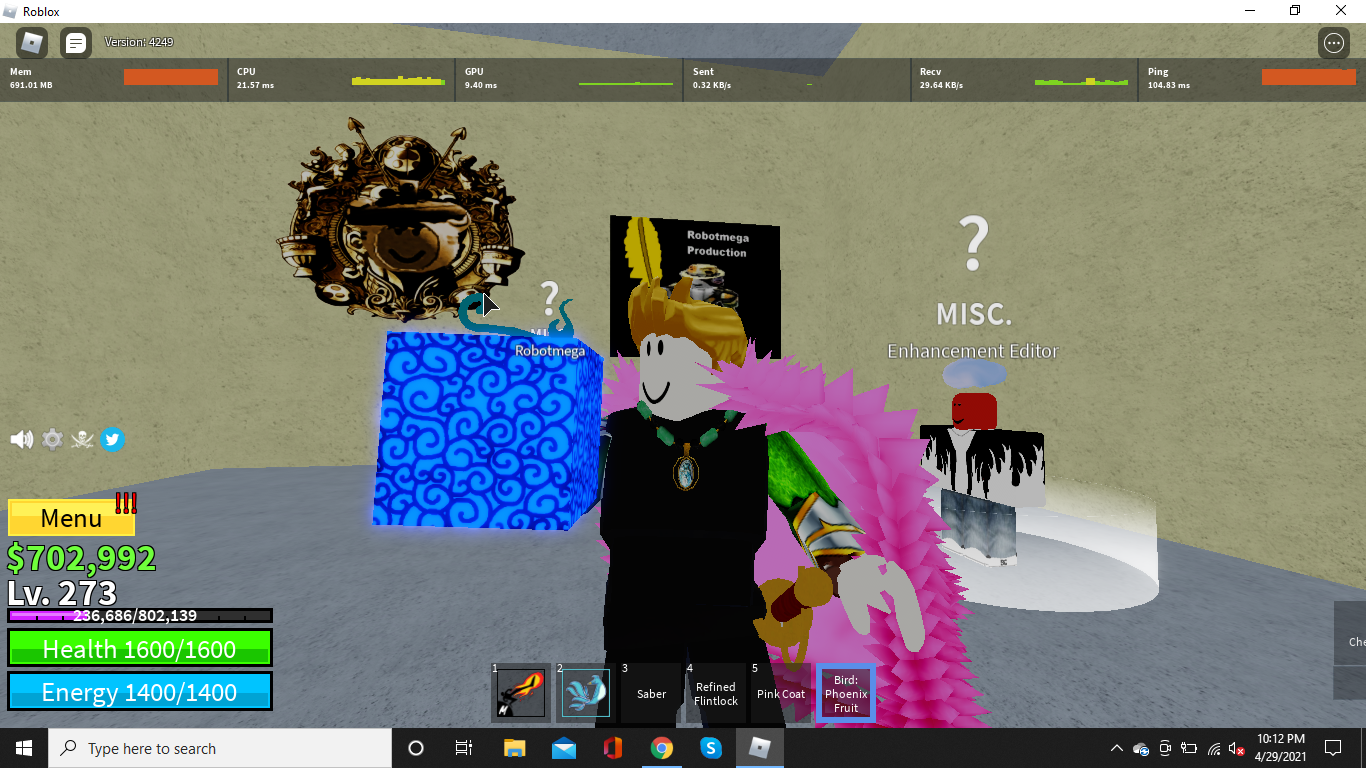 Roblox
Version: 4249
Mem
691.01 MB
CPU
21.57 ms
GPU
9.40 ms
Sent
0.32 KB/s
Recv
29.64 KB/s
Ping
104.83 ms
Robotmega
Production
?
MISC.
Enhancement Editor
?
Robotmega
Menu !!!
$702,992
Lv. 273
236,686/802,139
Health 1600/1600
Energy 1400/1400
1
2
3
Saber
4
Refined
Flintlock
5
Pink Coat
Bird:
Phoenix
Fruit
Type here to search
10:12 PM
4/29/2021